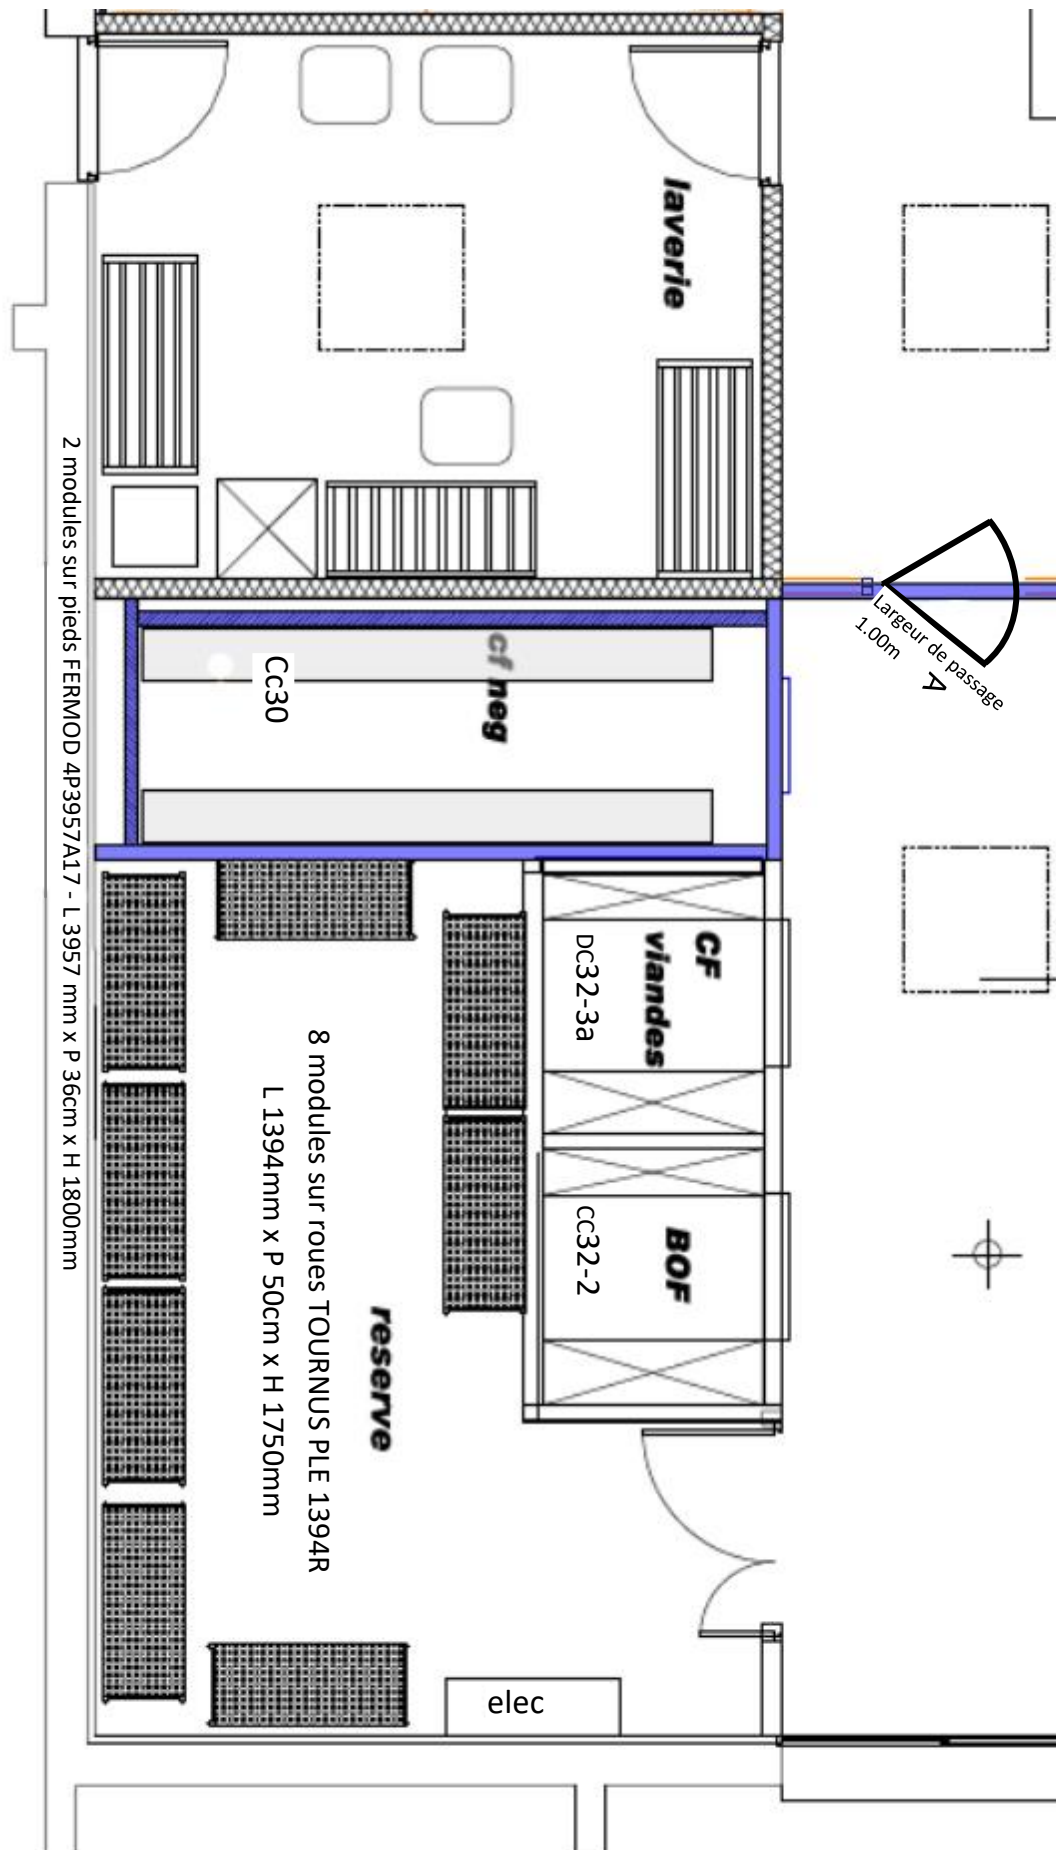 laverie
Largeur de passage
1.00m
A
cf neg
Cc30
2 modules sur pieds FERMOD 4P3957A17 - L 3957 mm x P 36cm x H 1800mm
CF
viandes
DC32-3a
BOF
CC32-2
8 modules sur roues TOURNUS PLE 1394R
L 1394mm x P 50cm x H 1750mm
reserve
elec